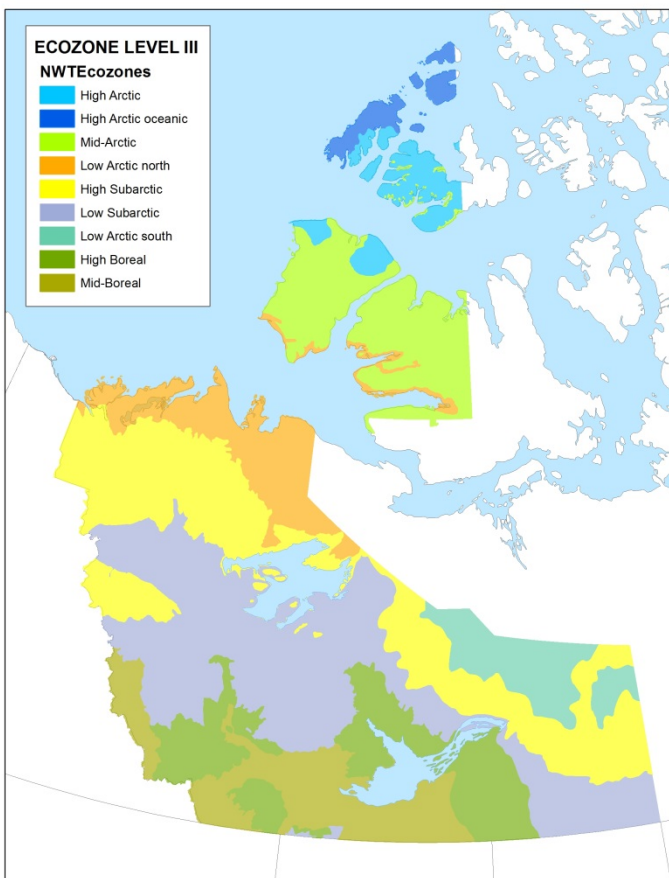 ECOZONE LEVEL III
NWTEcozones
High Arctic
High Arctic oceanic
Mid-Arctic
Low Arctic north
High Subarctic
Low Subarctic
Low Arctic south
High Boreal
Mid-Boreal